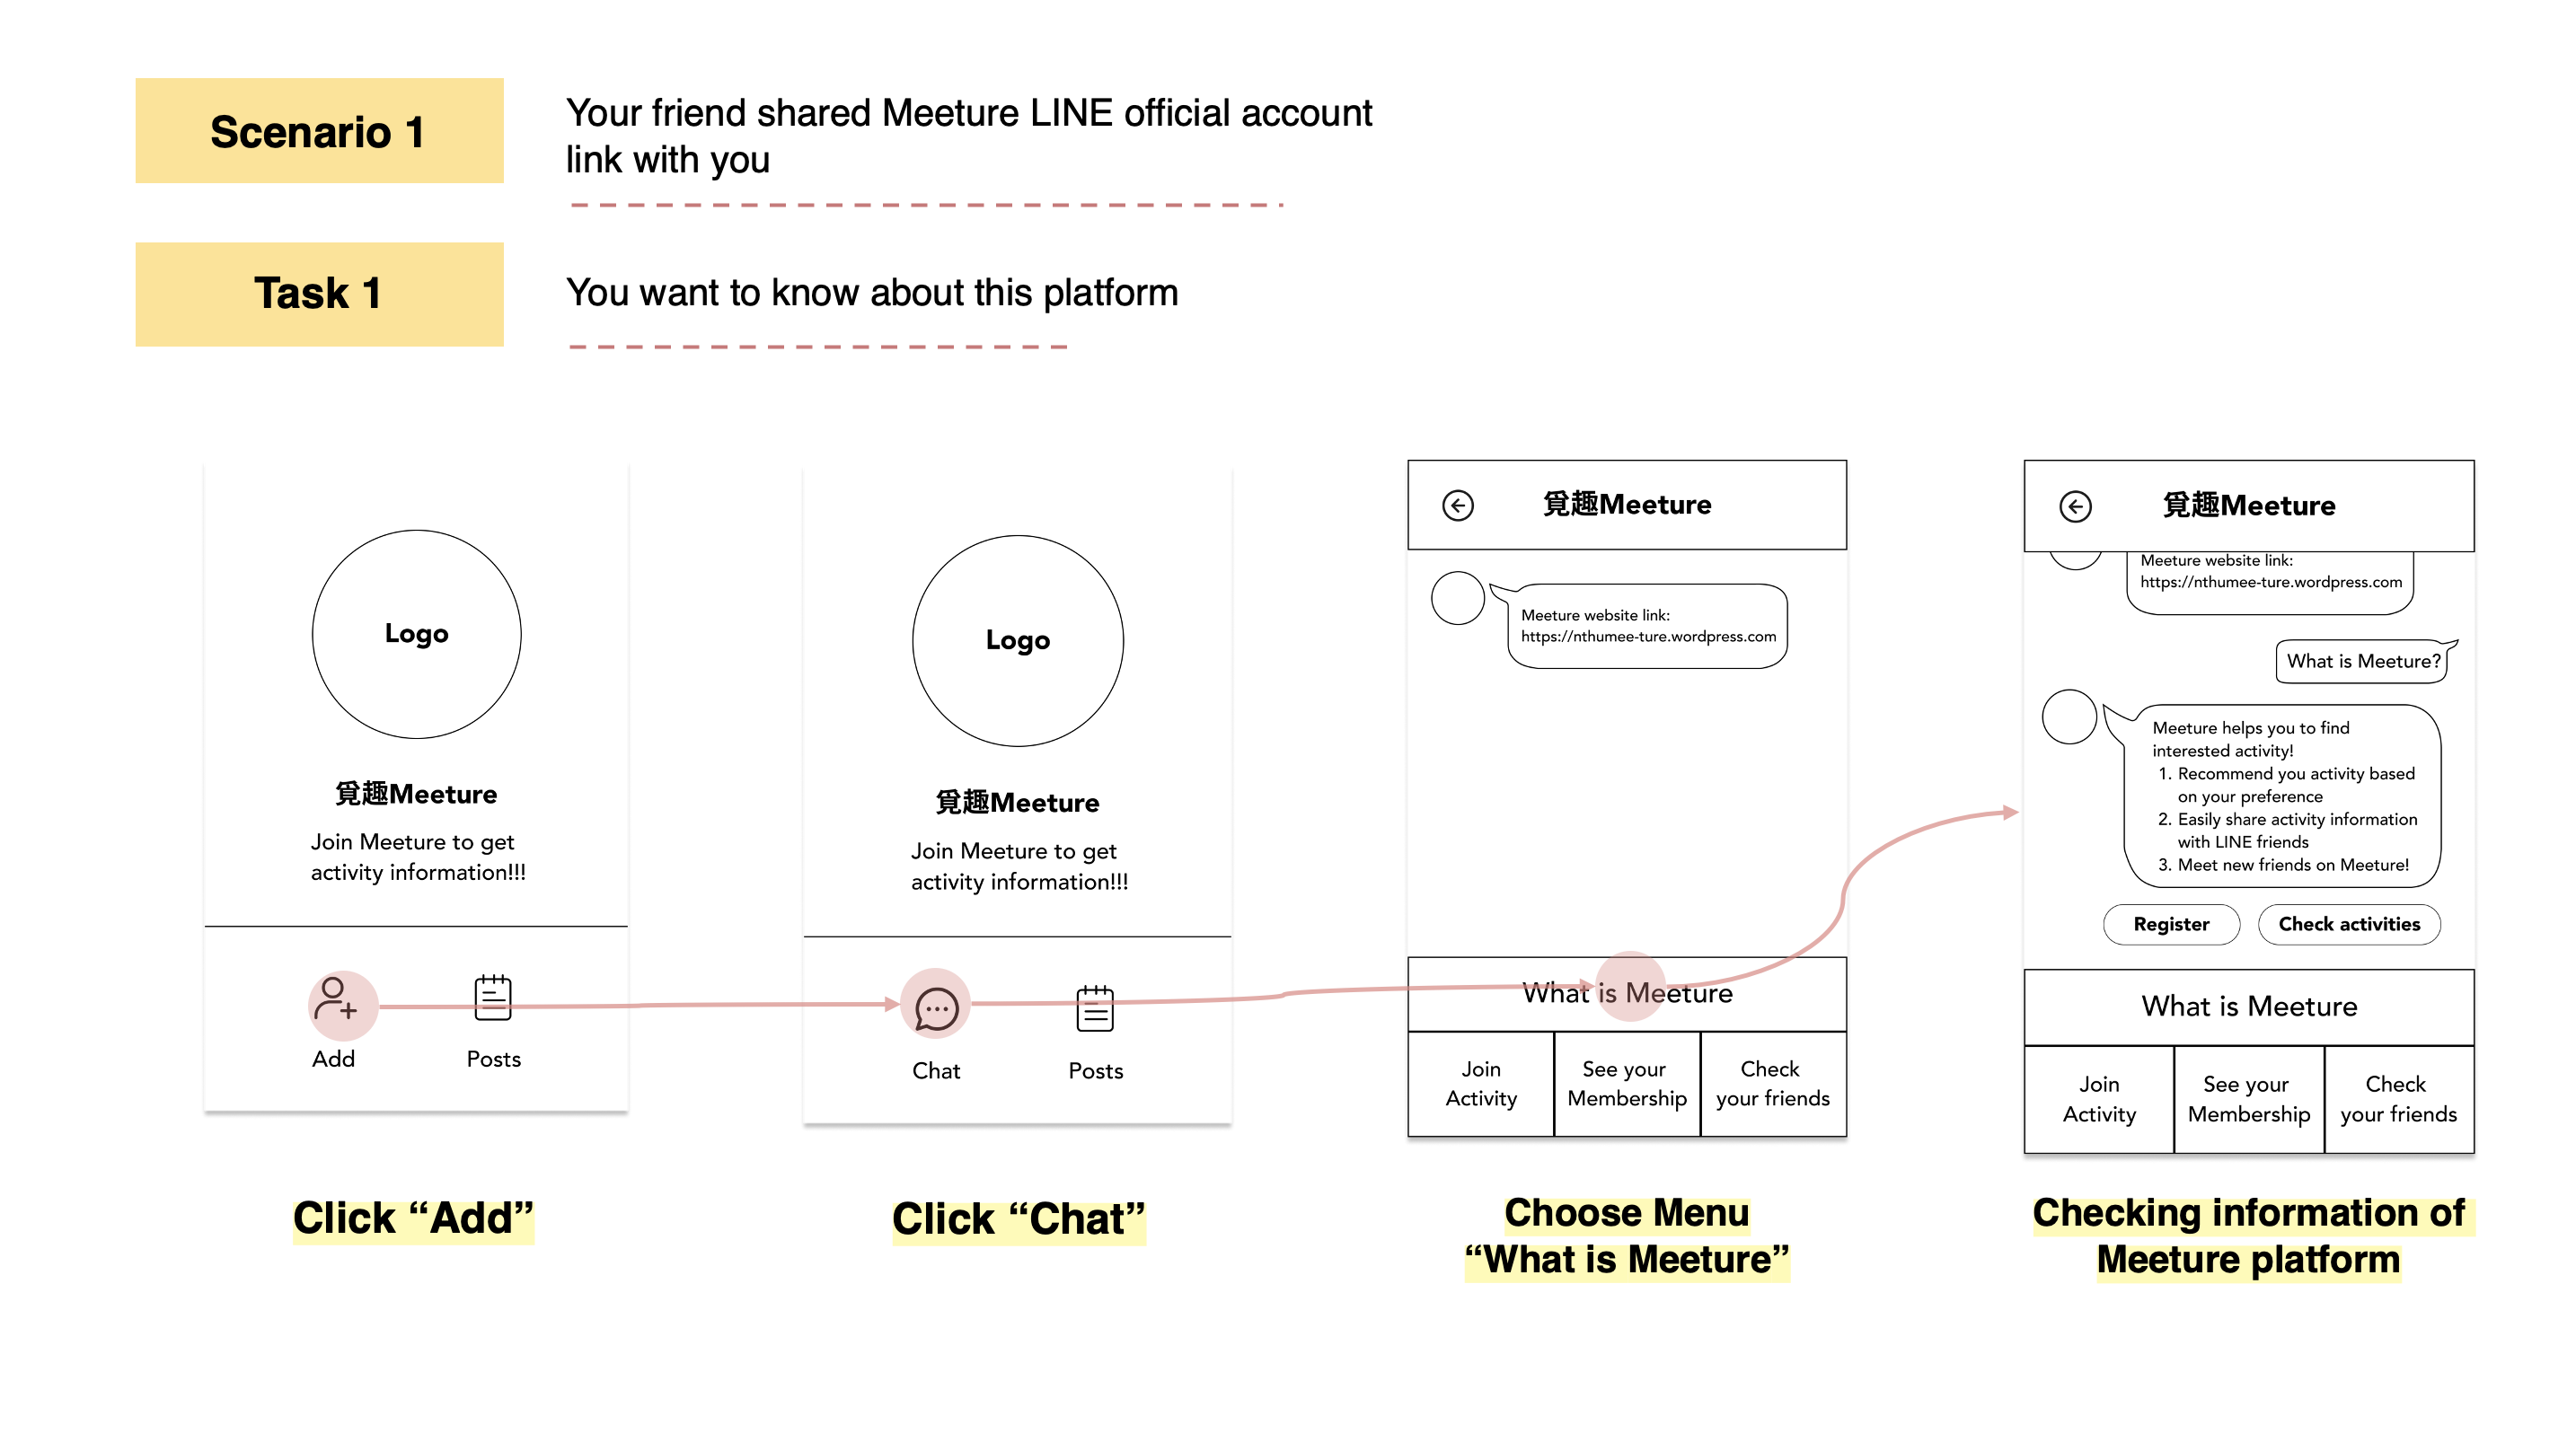 Scenario 1
Your friend shared Meeture LINE official account
link with you
Task 1
You want to know about this platform
Logo
覓趣Meeture
Join Meeture to get
activity information!!!
Add
Posts
Click “Add”
Logo
覓趣Meeture
Join Meeture to get
activity information!!!
Chat
Posts
Click “Chat”
覓趣Meeture
Meeture website link:
https://nthumee-ture.wordpress.com
What is Meeture
Join
Activity
See your
Membership
Check
your friends
Choose Menu
“What is Meeture”
覓趣Meeture
Meeture website link:
https://nthumee-ture.wordpress.com
What is Meeture?
Meeture helps you to find
interested activity!
1. Recommend you activity based
on your preference
2. Easily share activity information
with LINE friends
3. Meet new friends on Meeture!
Register
Check activities
What is Meeture
Join
Activity
See your
Membership
Check
your friends
Checking information of
Meeture platform